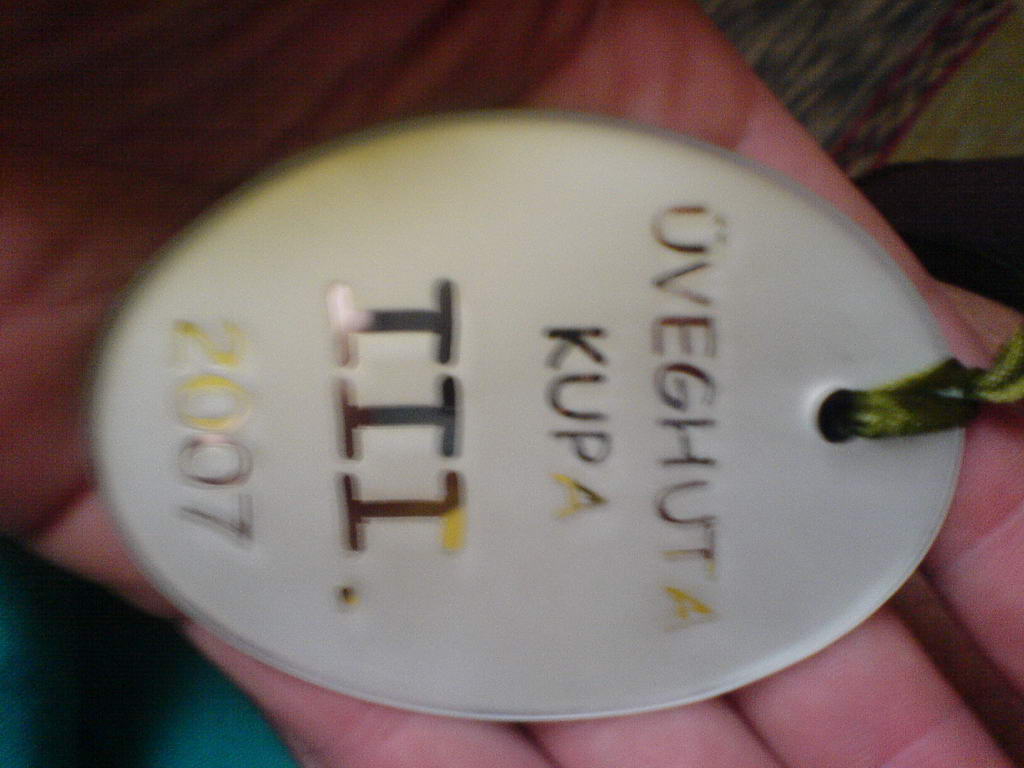 ÜVEGHUTA
KUPA
III.
2007